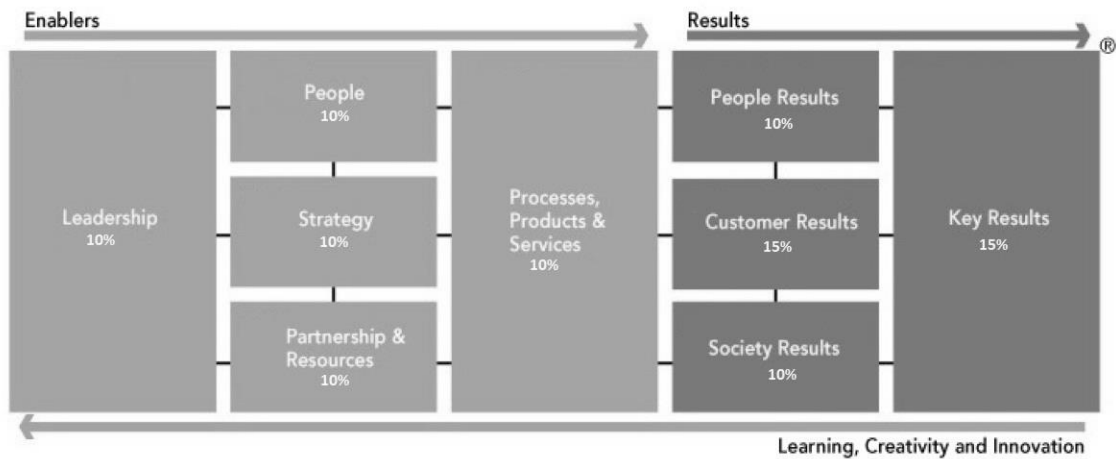 Enablers
Results
®
Leadership
10%
People
10%
Strategy
10%
Partnership &
Resources
10%
Processes,
Products &
Services
10%
People Results
10%
Customer Results
15%
Society Results
10%
Key Results
15%
Learning, Creativity and Innovation